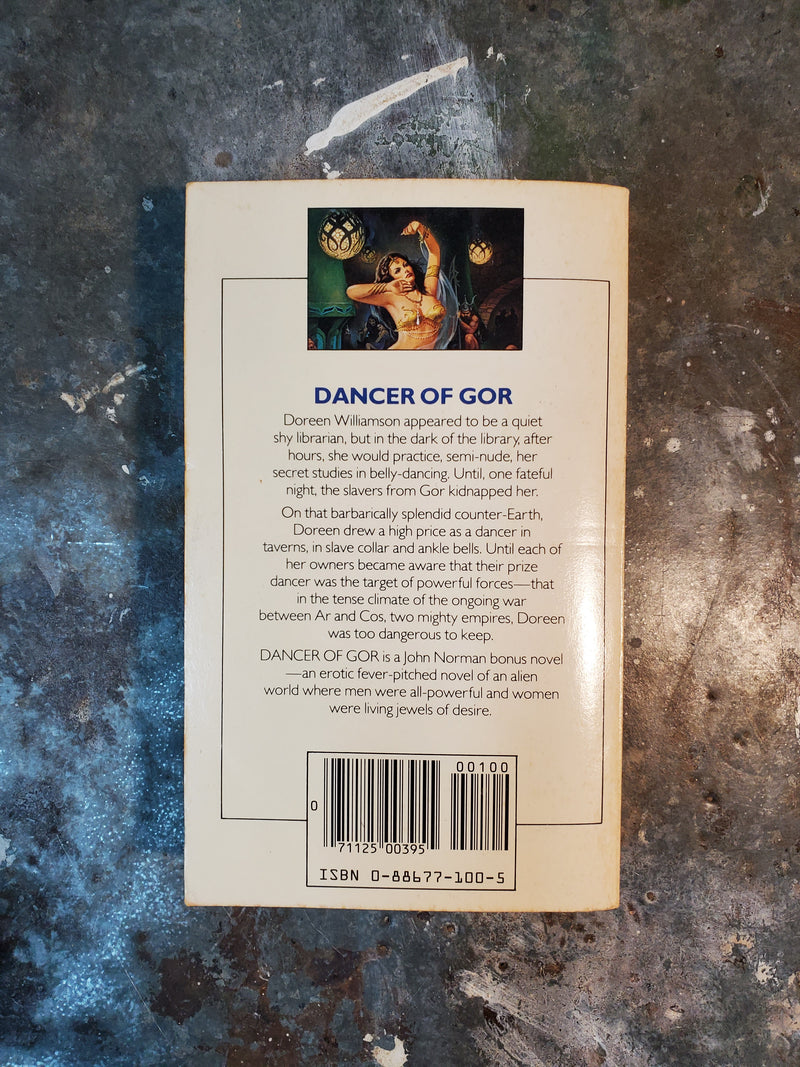 DANCER OF GOR
Doreen Williamson appeared to be a quiet
shy librarian, but in the dark of the library, after
hours, she would practice, semi-nude, her
secret studies in belly-dancing. Until, one fateful
night, the slavers from Gor kidnapped her.
On that barbarically splendid counter-Earth,
Doreen drew a high price as a dancer in
taverns, in slave collar and ankle bells. Until each of
her owners became aware that their prize
dancer was the target of powerful forces—that
in the tense climate of the ongoing war
between Ar and Cos, two mighty empires, Doreen
was too dangerous to keep.
DANCER OF GOR is a John Norman bonus novel
—an erotic fever-pitched novel of an alien
world where men were all-powerful and women
were living jewels of desire.
00100
0
71125 00395
ISBN 0-88677-100-5